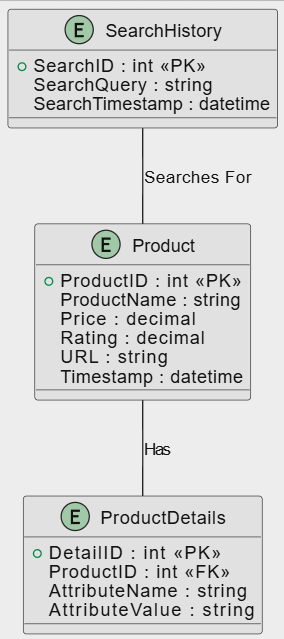 E SearchHistory
SearchID : int «PK»
SearchQuery : string
SearchTimestamp : datetime
Searches For
E Product
ProductID : int «PK»
ProductName : string
Price : decimal
Rating : decimal
URL : string
Timestamp : datetime
Has
E ProductDetails
DetailID : int «PK»
ProductID : int «FK»
AttributeName : string
AttributeValue : string